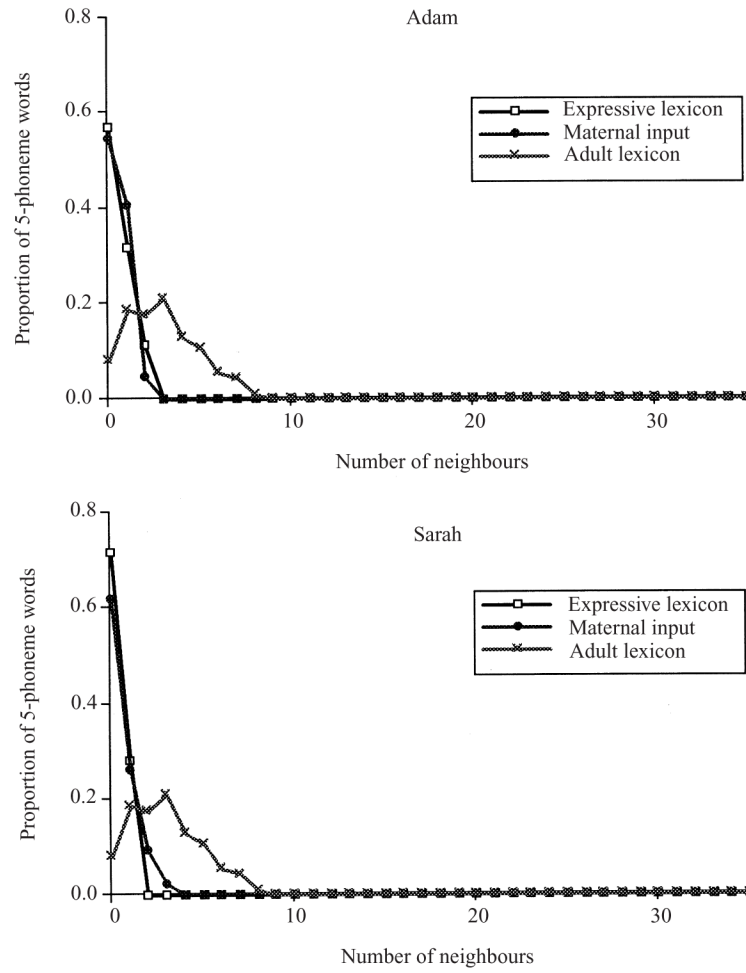 Adam
0.8
0.6
0.4
0.2
0.0
Proportion of 5-phoneme words
Expressive lexicon
Maternal input
Adult lexicon
0 10 20 30
Number of neighbours
Sarah
0.8
0.6
0.4
0.2
0.0
Proportion of 5-phoneme words
Expressive lexicon
Maternal input
Adult lexicon
0 10 20 30
Number of neighbours